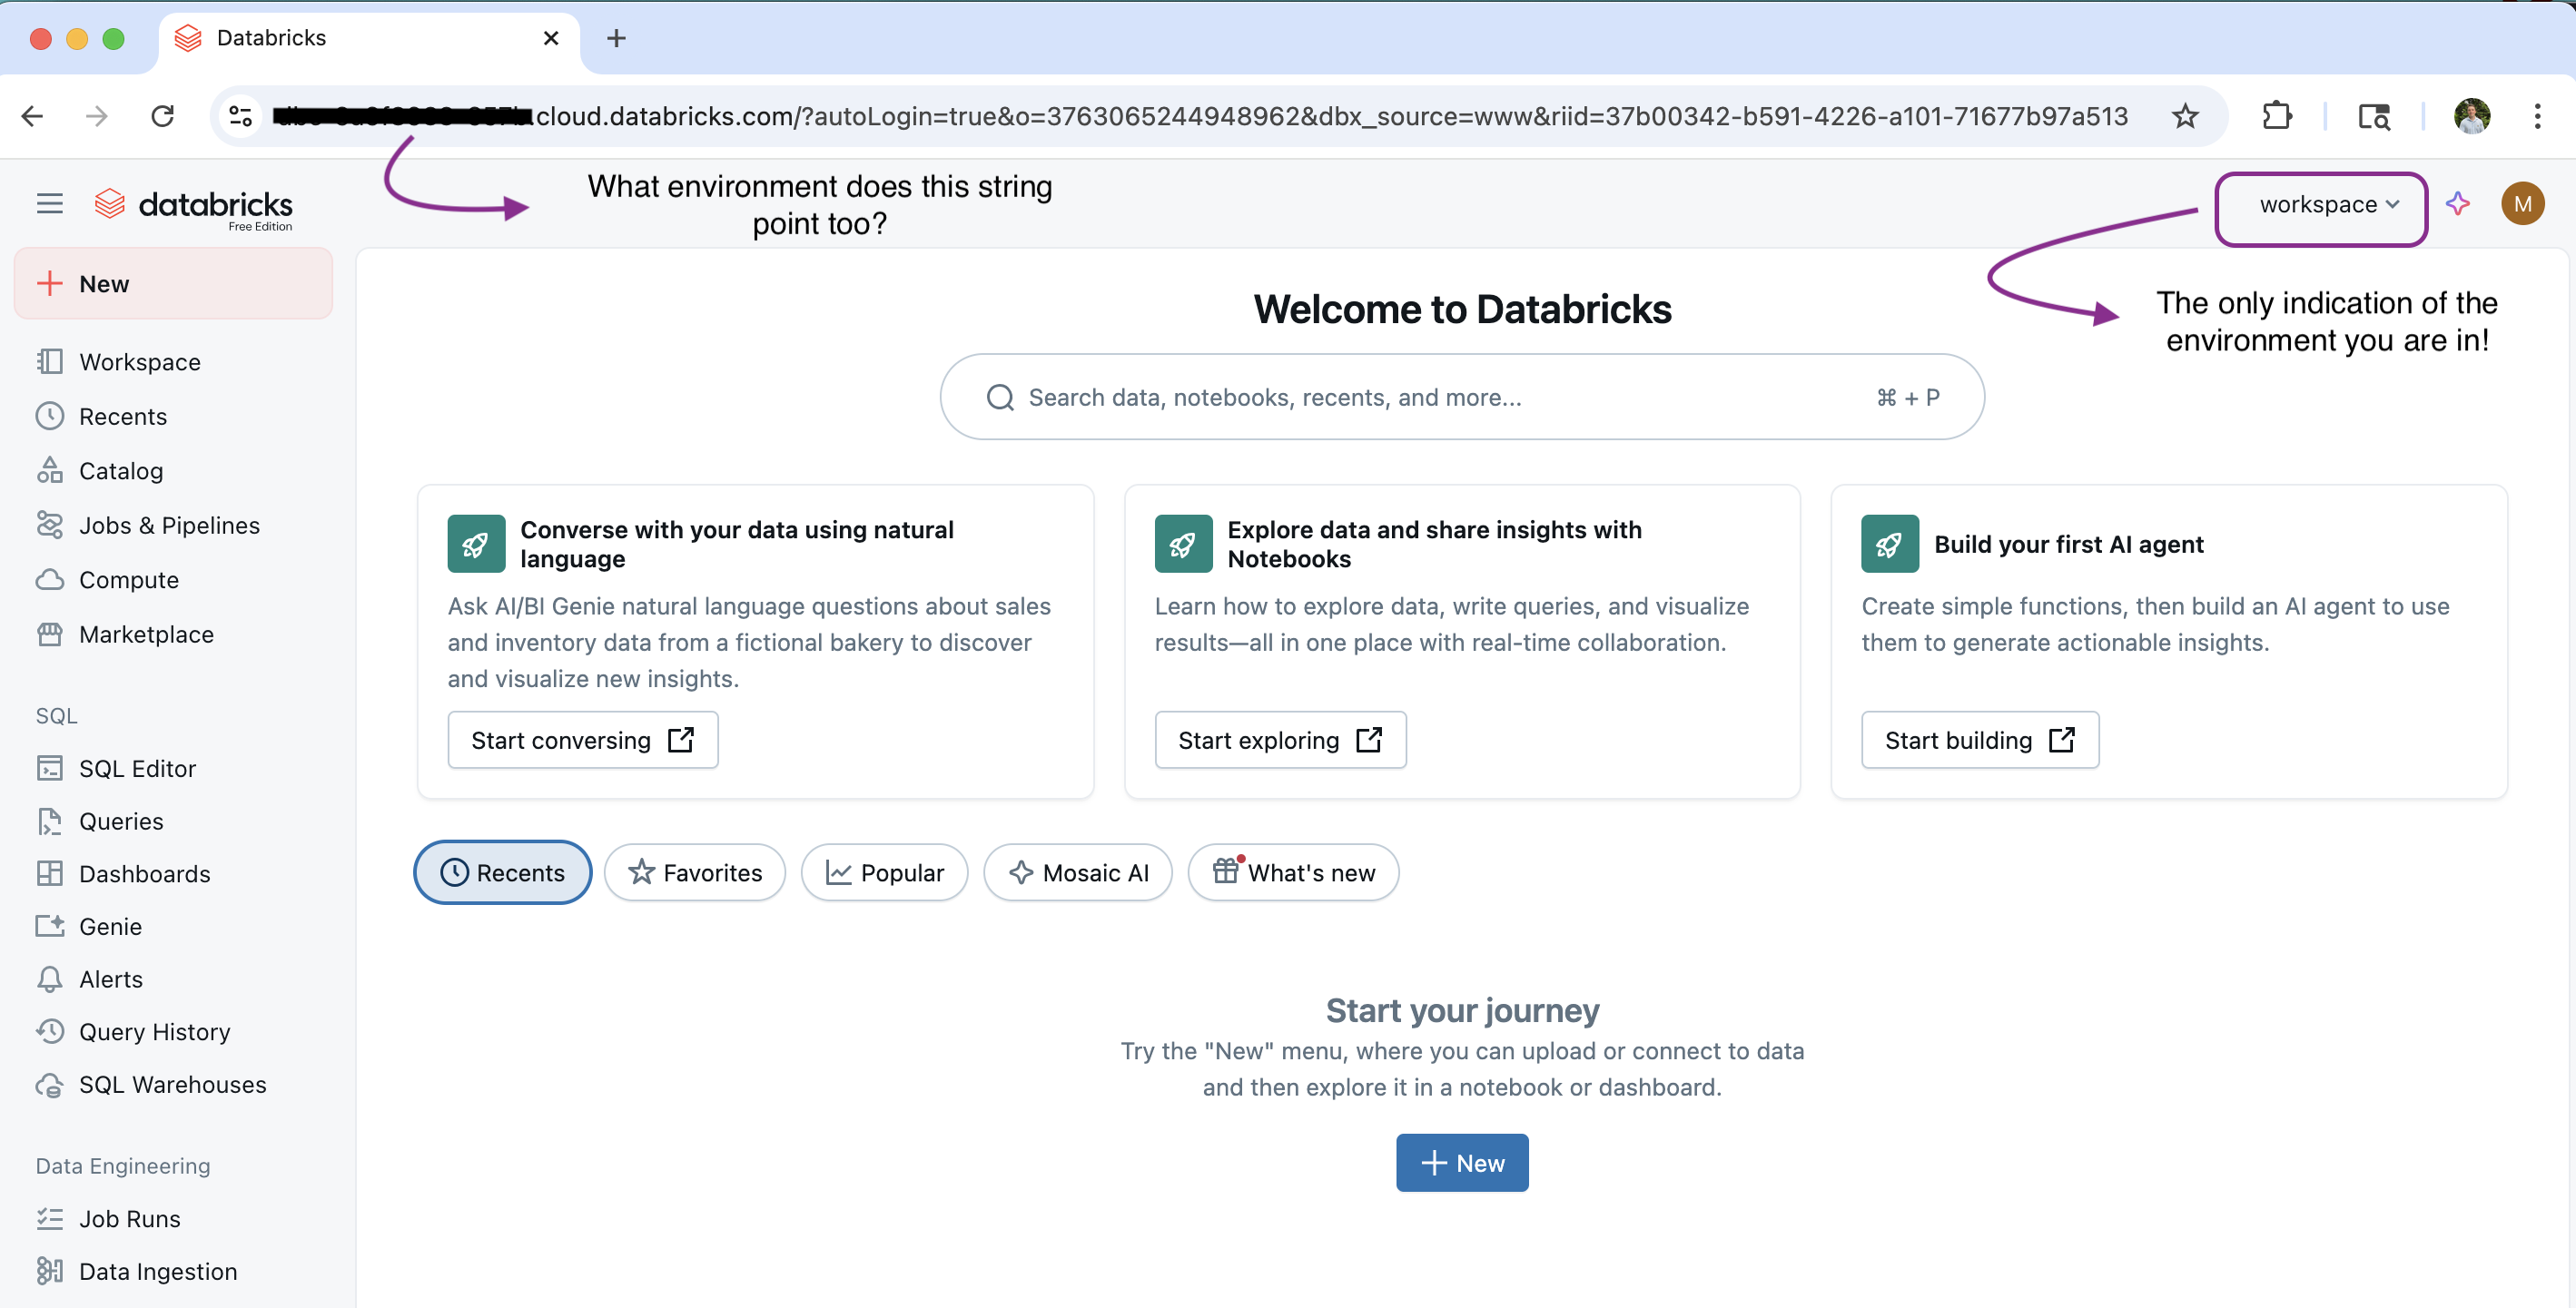 Databricks
.cloud.databricks.com/?autoLogin=true&o=3763065244948962&dbx_source=www&riid=37b00342-b591-4226-a101-71677b97a513
What environment does this string
point too?
databricks
Free Edition
workspace
M
The only indication of the
environment you are in!
New
Workspace
Recents
Catalog
Jobs & Pipelines
Compute
Marketplace
SQL
SQL Editor
Queries
Dashboards
Genie
Alerts
Query History
SQL Warehouses
Data Engineering
Job Runs
Data Ingestion
Welcome to Databricks
Search data, notebooks, recents, and more...
⌘ + P
Converse with your data using natural
language
Ask AI/BI Genie natural language questions about sales
and inventory data from a fictional bakery to discover
and visualize new insights.
Start conversing
Explore data and share insights with
Notebooks
Learn how to explore data, write queries, and visualize
results—all in one place with real-time collaboration.
Start exploring
Build your first AI agent
Create simple functions, then build an AI agent to use
them to generate actionable insights.
Start building
Recents
Favorites
Popular
Mosaic AI
What's new
Start your journey
Try the "New" menu, where you can upload or connect to data
and then explore it in a notebook or dashboard.
New